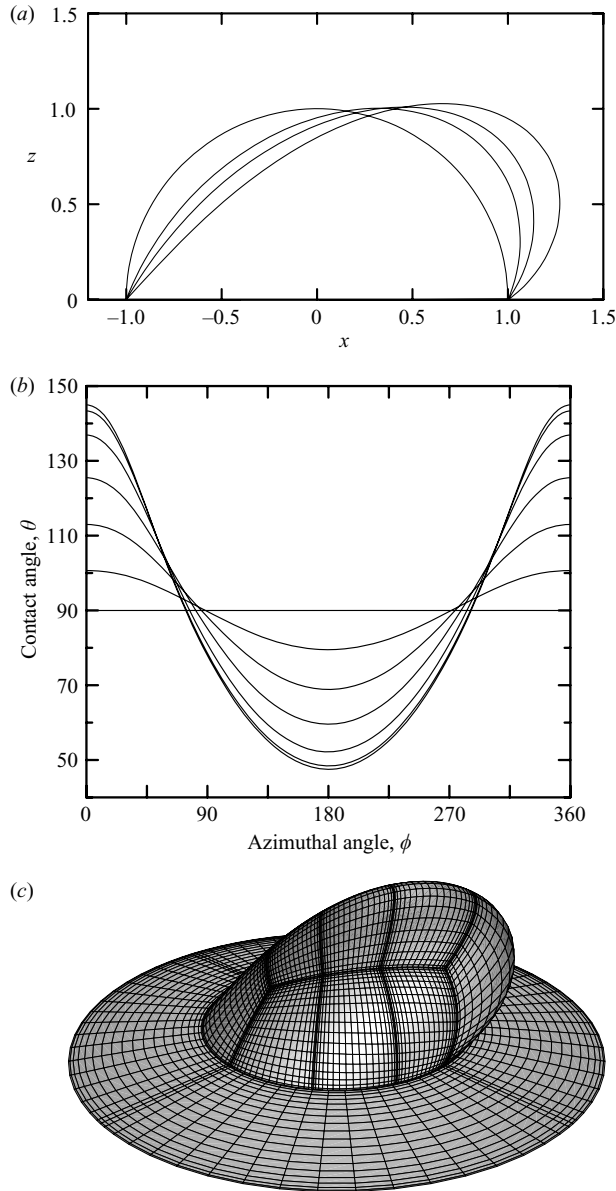 (a)
1.5
1.0
z
0.5
0
–1.0 –0.5 0 0.5 1.0 1.5
x
(b)
150
130
110
Contact angle, θ
90
70
50
0 90 180 270 360
Azimuthal angle, ϕ
(c)